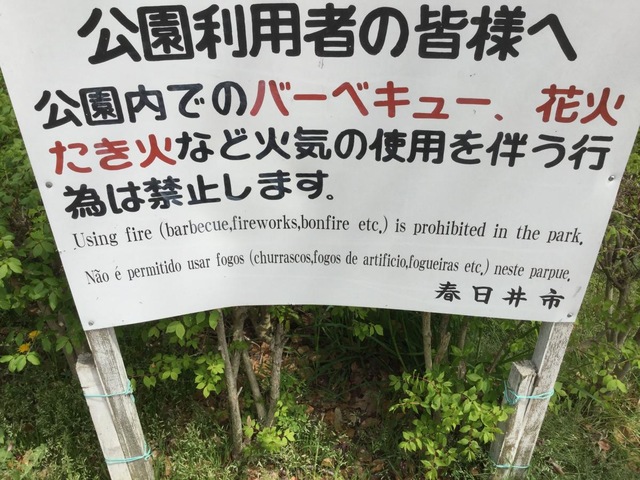 公園利用者の皆様へ
公園内でのバーベキュー、花火
たき火など火気の使用を伴う行
為は禁止します。
Using fire (barbecue,fireworks,bonfire etc.) is prohibited in the park.
Não é permitido usar fogos (churrascos,fogos de artificio,fogueiras etc.) neste parpue.
春日井市